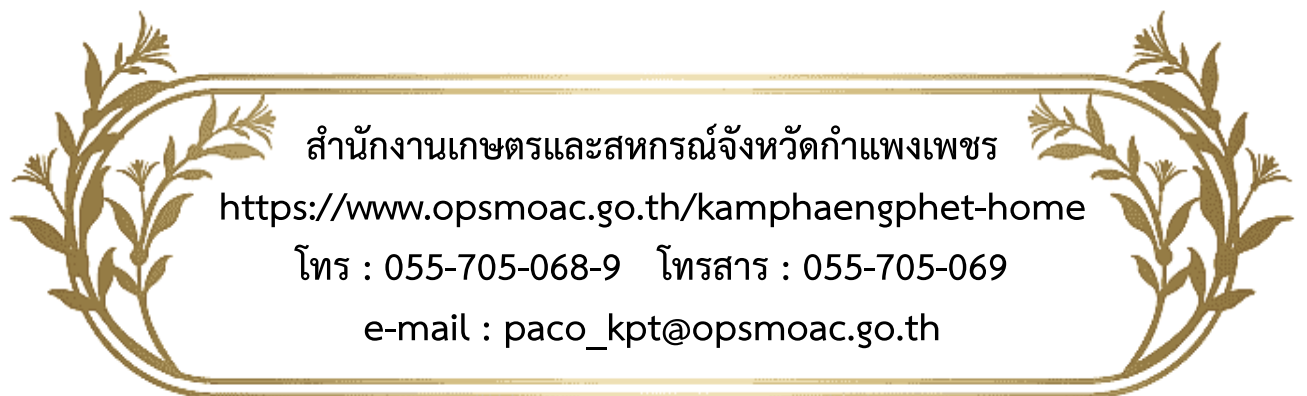 สำนักงานเกษตรและสหกรณ์จังหวัดกำแพงเพชร
https://www.opsmoac.go.th/kamphaengphet-home
โทร : 055-705-068-9 โทรสาร : 055-705-069
e-mail : paco_kpt@opsmoac.go.th